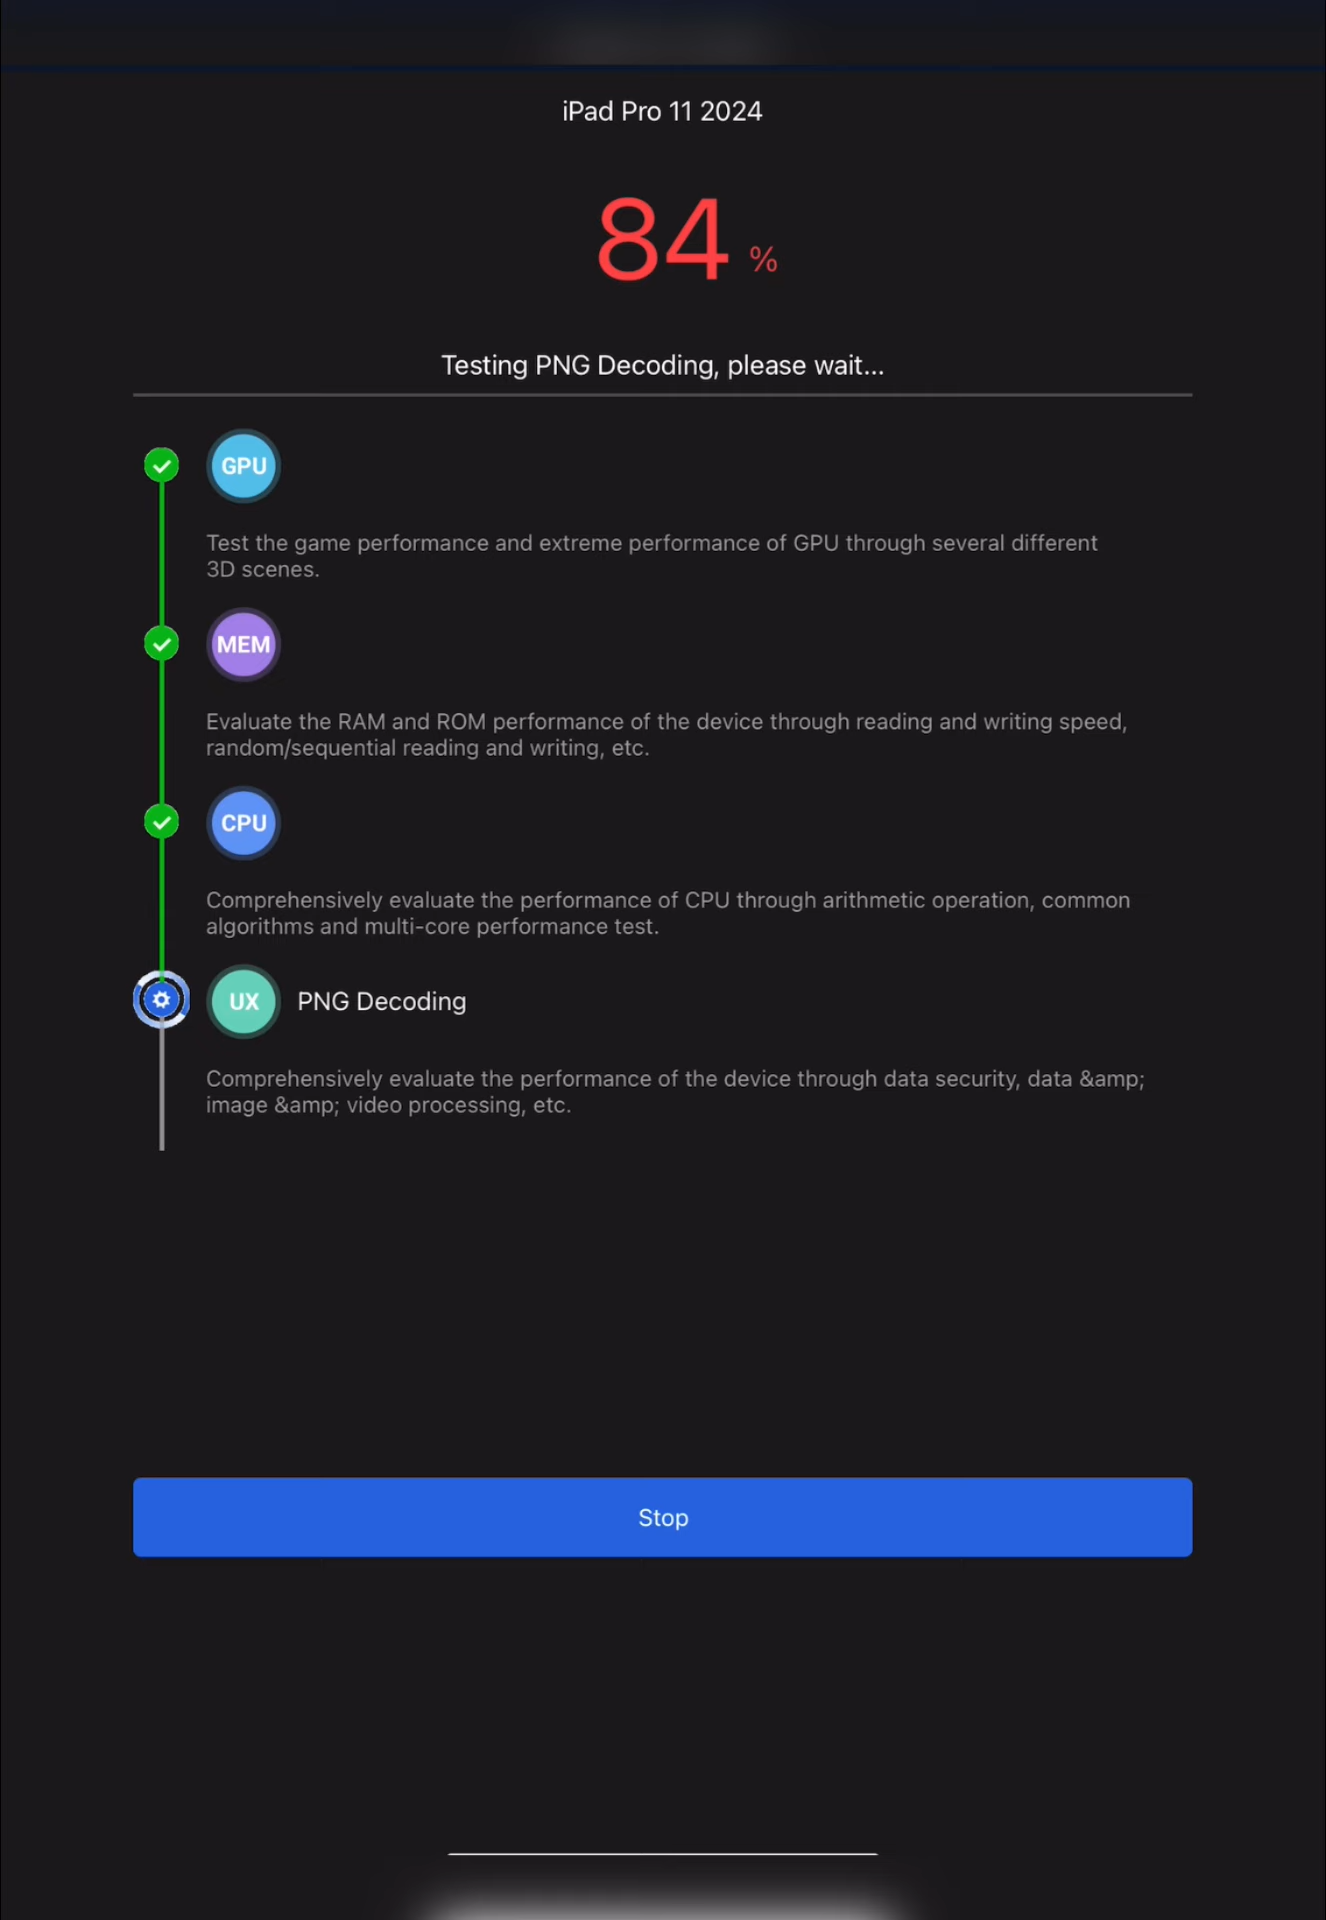 iPad Pro 11 2024
84 %
Testing PNG Decoding, please wait...
GPU
Test the game performance and extreme performance of GPU through several different
3D scenes.
MEM
Evaluate the RAM and ROM performance of the device through reading and writing speed,
random/sequential reading and writing, etc.
CPU
Comprehensively evaluate the performance of CPU through arithmetic operation, common
algorithms and multi-core performance test.
UX PNG Decoding
Comprehensively evaluate the performance of the device through data security, data &amp;
image &amp; video processing, etc.
Stop